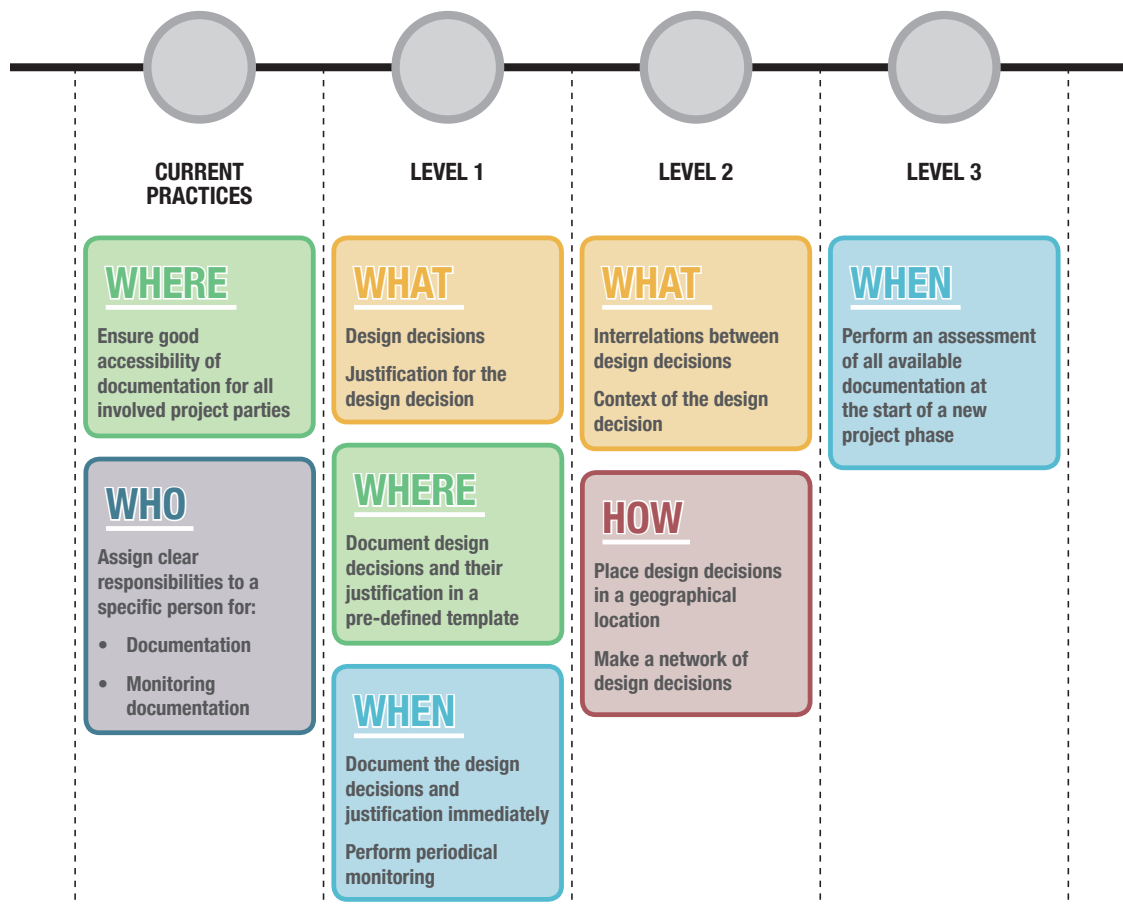 CURRENT
PRACTICES
WHERE
Ensure good
accessibility of
documentation for all
involved project parties
WHO
Assign clear
responsibilities to a
specific person for:
• Documentation
• Monitoring
documentation
LEVEL 1
WHAT
Design decisions
Justification for the
design decision
WHERE
Document design
decisions and their
justification in a
pre-defined template
WHEN
Document the design
decisions and
justification immediately
Perform periodical
monitoring
LEVEL 2
WHAT
Interrelations between
design decisions
Context of the design
decision
HOW
Place design decisions
in a geographical
location
Make a network of
design decisions
LEVEL 3
WHEN
Perform an assessment
of all available
documentation at
the start of a new
project phase